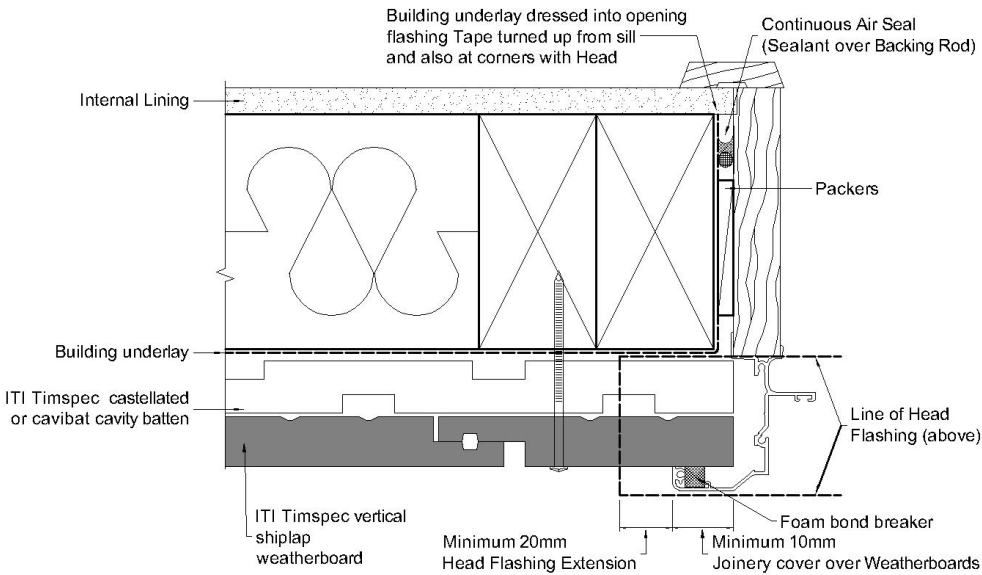 Building underlay dressed into opening
flashing Tape turned up from sill
and also at corners with Head
Continuous Air Seal
(Sealant over Backing Rod)
Internal Lining
Packers
Building underlay
ITI Timspec castellated
or cavibat cavity batten
Line of Head
Flashing (above)
ITI Timspec vertical
shiplap
weatherboard
Foam bond breaker
Minimum 20mm
Head Flashing Extension
Minimum 10mm
Joinery cover over Weatherboards